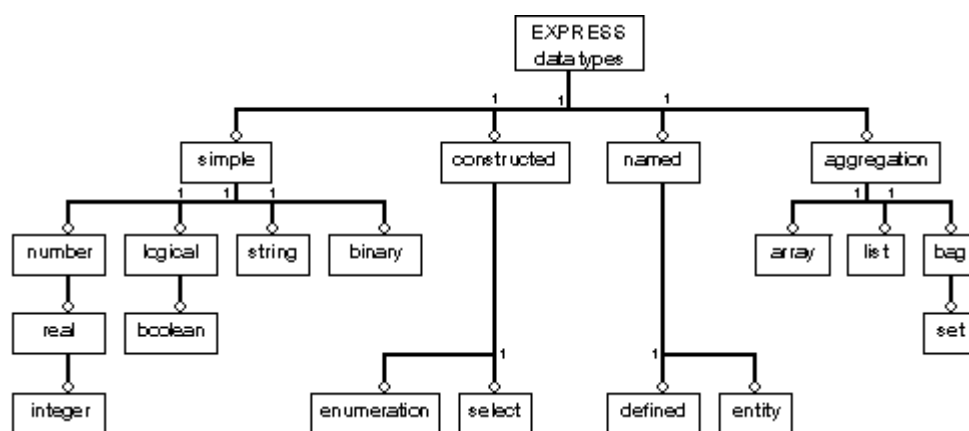 EXPRESS
data types
1
1
1
simple
constructed
named
aggregation
1
1
1
1
1
1
number
logical
string
binary
array
list
bag
real
boolean
set
1
1
integer
enumeration
select
defined
entity